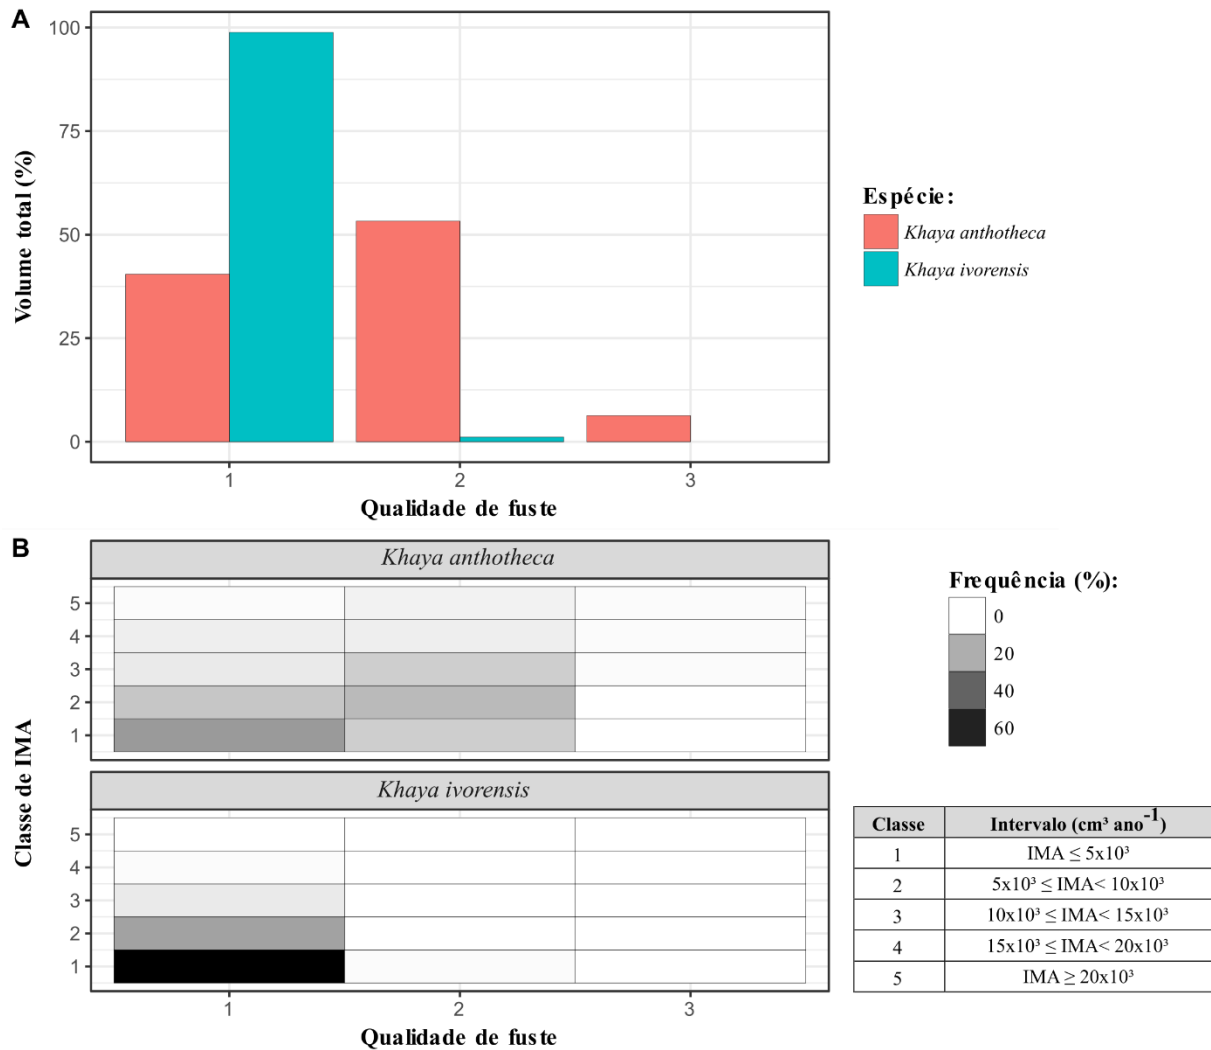 A
Volume total (%)
100
75
50
25
0
1 2 3
Qualidade de fuste
Espécie:
Khaya anthotheca
Khaya ivorensis
B
Classe de IMA
Khaya anthotheca
5
4
3
2
1
Khaya ivorensis
5
4
3
2
1
1 2 3
Qualidade de fuste
Frequência (%):
0
20
40
60
Classe Intervalo (cm³ ano⁻¹)
1 IMA ≤ 5x10³
2 5x10³ ≤ IMA< 10x10³
3 10x10³ ≤ IMA< 15x10³
4 15x10³ ≤ IMA< 20x10³
5 IMA ≥ 20x10³